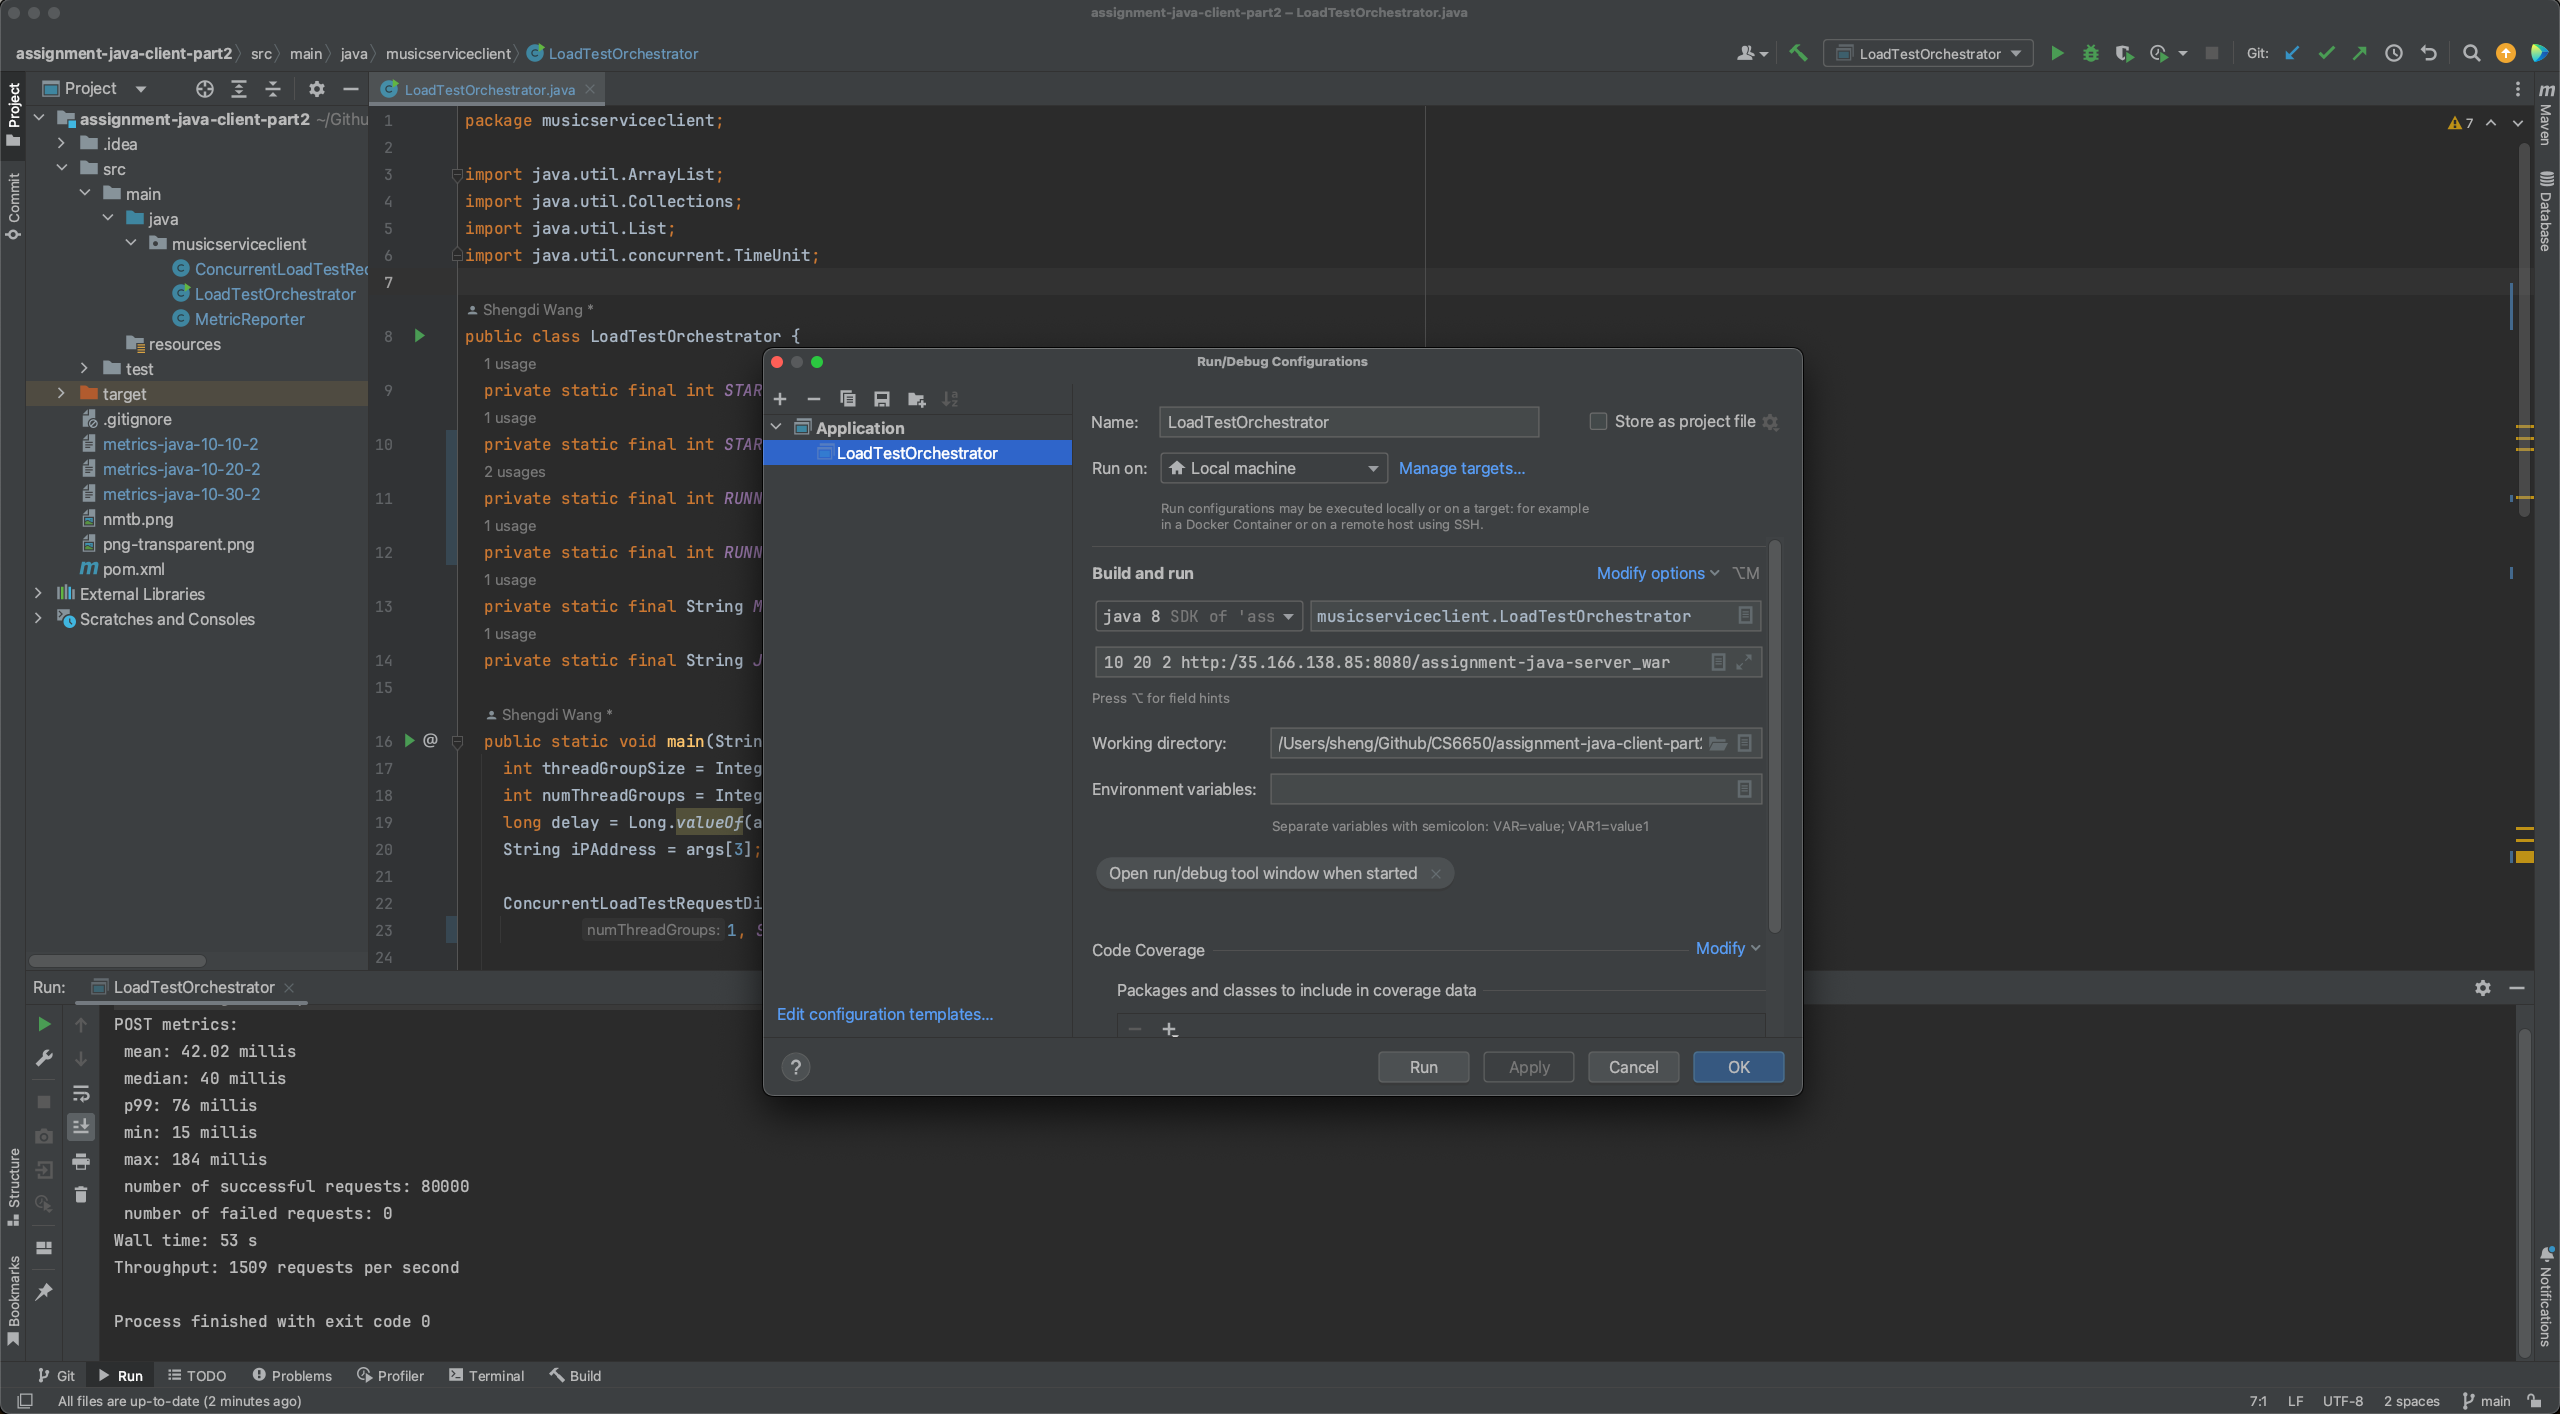 assignment-java-client-part2 – LoadTestOrchestrator.java
assignment-java-client-part2 src main java musicserviceclient LoadTestOrchestrator
LoadTestOrchestrator
Git:
Project
LoadTestOrchestrator.java
Project
Commit
Structure
Bookmarks
assignment-java-client-part2 ~/Githu
.idea
src
main
java
musicserviceclient
ConcurrentLoadTestRec
LoadTestOrchestrator
MetricReporter
resources
test
target
.gitignore
metrics-java-10-10-2
metrics-java-10-20-2
metrics-java-10-30-2
nmtb.png
png-transparent.png
pom.xml
External Libraries
Scratches and Consoles
1 package musicserviceclient;
2
3 import java.util.ArrayList;
4 import java.util.Collections;
5 import java.util.List;
6 import java.util.concurrent.TimeUnit;
7
Shengdi Wang *
8 public class LoadTestOrchestrator {
1 usage
9 private static final int STAR
1 usage
10 private static final int STAR
2 usages
11 private static final int RUNN
1 usage
12 private static final int RUNN
1 usage
13 private static final String M
1 usage
14 private static final String J
15
Shengdi Wang *
16 @ public static void main(Strin
17 int threadGroupSize = Integ
18 int numThreadGroups = Integ
19 long delay = Long.valueOf(a
20 String iPAddress = args[3];
21
22 ConcurrentLoadTestRequestDi
23 numThreadGroups: 1, S
24
7
m
Maven
Database
Notifications
Run/Debug Configurations
Application
LoadTestOrchestrator
Edit configuration templates...
Name: LoadTestOrchestrator
Store as project file
Run on: Local machine Manage targets...
Run configurations may be executed locally or on a target: for example
in a Docker Container or on a remote host using SSH.
Build and run Modify options ⌥M
java 8 SDK of 'ass musicserviceclient.LoadTestOrchestrator
10 20 2 http:/35.166.138.85:8080/assignment-java-server_war
Press ⌥ for field hints
Working directory: /Users/sheng/Github/CS6650/assignment-java-client-part2
Environment variables:
Separate variables with semicolon: VAR=value; VAR1=value1
Open run/debug tool window when started
Code Coverage Modify
Packages and classes to include in coverage data
? Run Apply Cancel OK
Run: LoadTestOrchestrator
POST metrics:
mean: 42.02 millis
median: 40 millis
p99: 76 millis
min: 15 millis
max: 184 millis
number of successful requests: 80000
number of failed requests: 0
Wall time: 53 s
Throughput: 1509 requests per second
Process finished with exit code 0
Git Run TODO Problems Profiler Terminal Build
All files are up-to-date (2 minutes ago)
7:1 LF UTF-8 2 spaces main